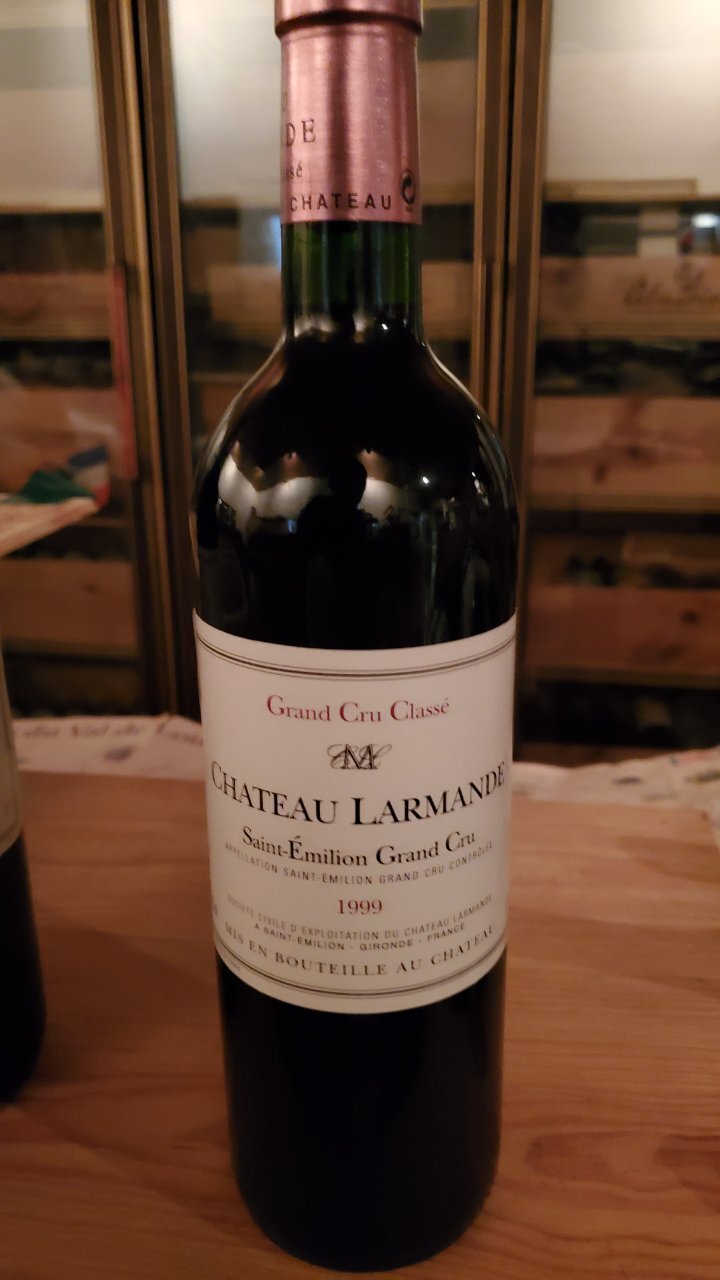 DE
CHATEAU
Grand Cru Classé
CHATEAU LARMANDE
Saint-Émilion Grand Cru
APPELLATION SAINT-ÉMILION GRAND CRU CONTRÔLÉE
1999
SOCIETE CIVILE D'EXPLOITATION DU CHATEAU LARMANDE
A SAINT-ÉMILION - GIRONDE - FRANCE
MIS EN BOUTEILLE AU CHATEAU